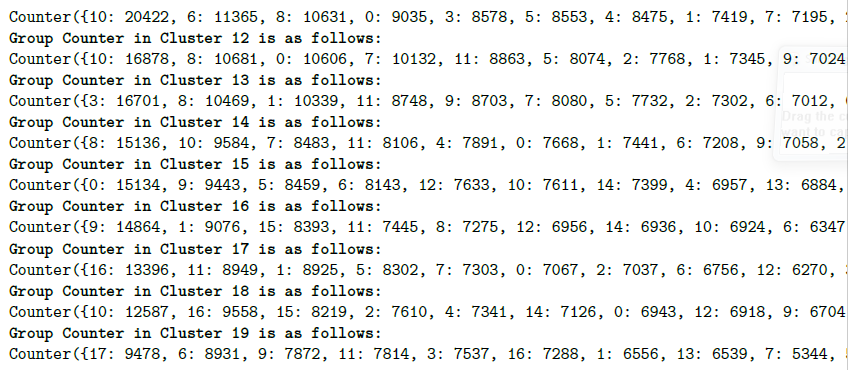 Counter({10: 20422, 6: 11365, 8: 10631, 0: 9035, 3: 8578, 5: 8553, 4: 8475, 1: 7419, 7: 7195,
Group Counter in Cluster 12 is as follows:
Counter({10: 16878, 8: 10681, 0: 10606, 7: 10132, 11: 8863, 5: 8074, 2: 7768, 1: 7345, 9: 7024
Group Counter in Cluster 13 is as follows:
Counter({3: 16701, 8: 10469, 1: 10339, 11: 8748, 9: 8703, 7: 8080, 5: 7732, 2: 7302, 6: 7012,
Group Counter in Cluster 14 is as follows:
Counter({8: 15136, 10: 9584, 7: 8483, 11: 8106, 4: 7891, 0: 7668, 1: 7441, 6: 7208, 9: 7058, 2
Group Counter in Cluster 15 is as follows:
Counter({0: 15134, 9: 9443, 5: 8459, 6: 8143, 12: 7633, 10: 7611, 14: 7399, 4: 6957, 13: 6884,
Group Counter in Cluster 16 is as follows:
Counter({9: 14864, 1: 9076, 15: 8393, 11: 7445, 8: 7275, 12: 6956, 14: 6936, 10: 6924, 6: 6347
Group Counter in Cluster 17 is as follows:
Counter({16: 13396, 11: 8949, 1: 8925, 5: 8302, 7: 7303, 0: 7067, 2: 7037, 6: 6756, 12: 6270,
Group Counter in Cluster 18 is as follows:
Counter({10: 12587, 16: 9558, 15: 8219, 2: 7610, 4: 7341, 14: 7126, 0: 6943, 12: 6918, 9: 6704
Group Counter in Cluster 19 is as follows:
Counter({17: 9478, 6: 8931, 9: 7872, 11: 7814, 3: 7537, 16: 7288, 1: 6556, 13: 6539, 7: 5344,